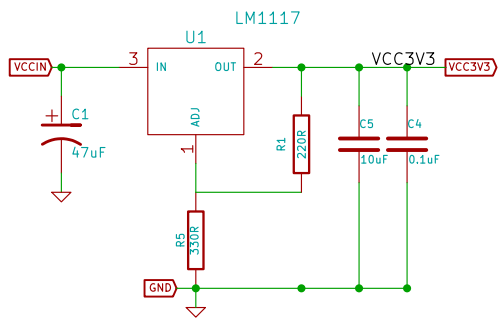 LM1117
U1
VCCIN
3
IN
OUT
2
VCC3V3
VCC3V3
ADJ
1
C1
47uF
R1
220R
C5
10uF
C4
0.1uF
R5
330R
GND